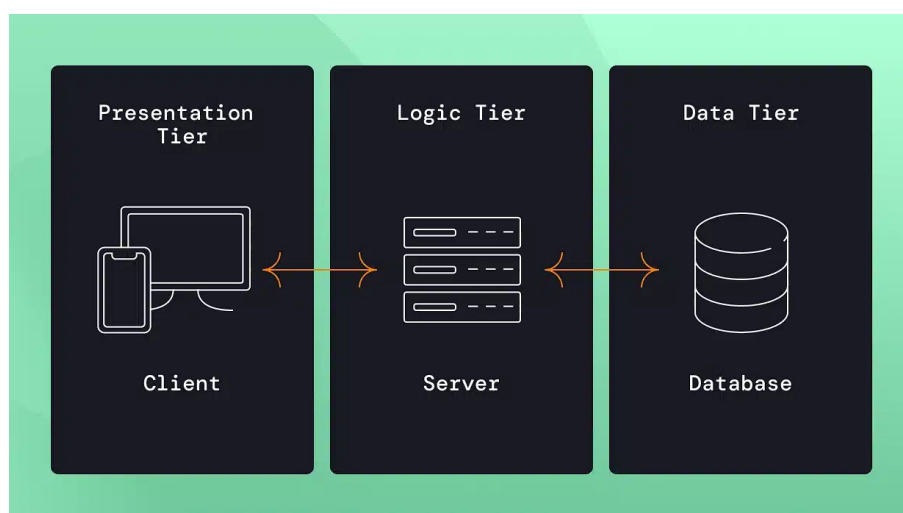 Presentation
Tier
Logic Tier
Data Tier
Client
Server
Database